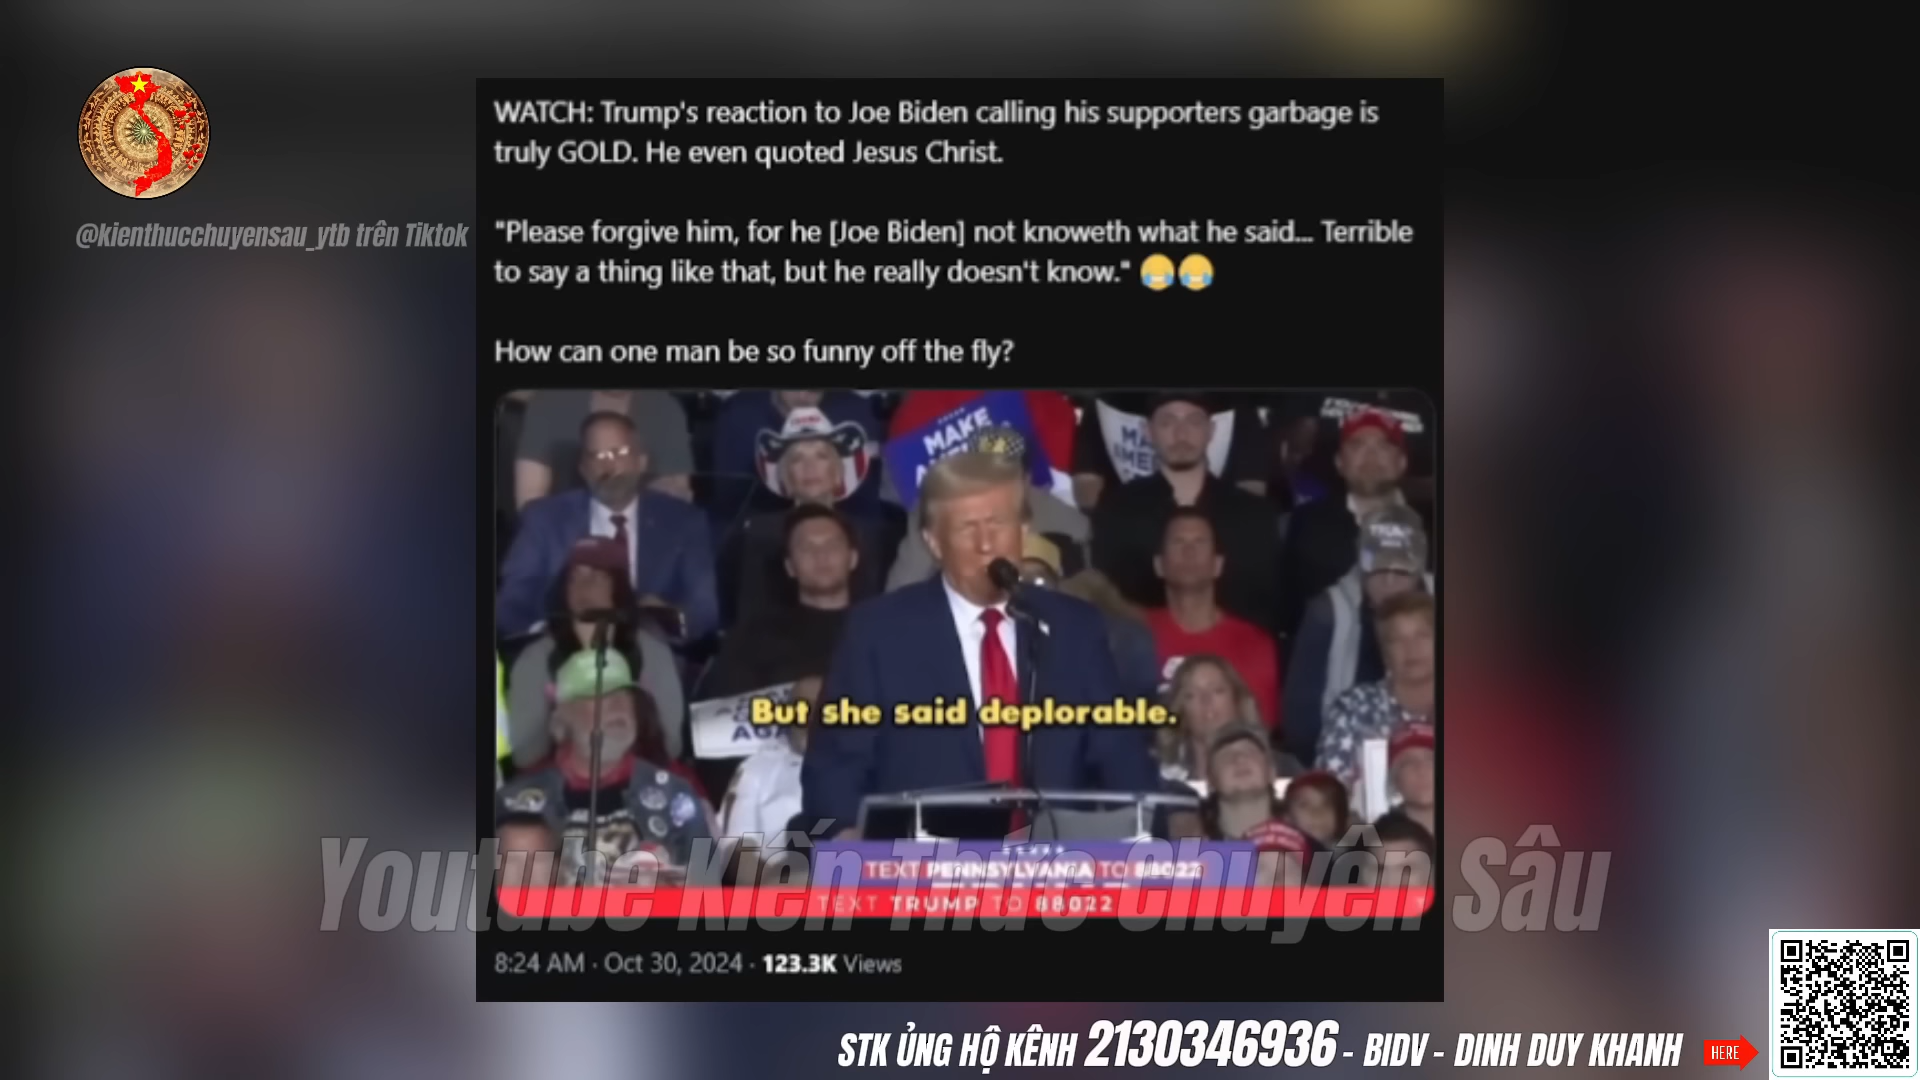 WATCH: Trump's reaction to Joe Biden calling his supporters garbage is
truly GOLD. He even quoted Jesus Christ.
"Please forgive him, for he [Joe Biden] not knoweth what he said... Terrible
to say a thing like that, but he really doesn't know." 😂😂
How can one man be so funny off the fly?
@kienthucchuyensau_ytb trên Tiktok
MAKE
But she said deplorable.
TEXT PENNSYLVANIA TO 88022
TEXT TRUMP TO 88022
Youtube Kiến Thức Chuyên Sâu
8:24 AM · Oct 30, 2024 · 123.3K Views
STK ỦNG HỘ KÊNH 2130346936 - BIDV - DINH DUY KHANH
HERE